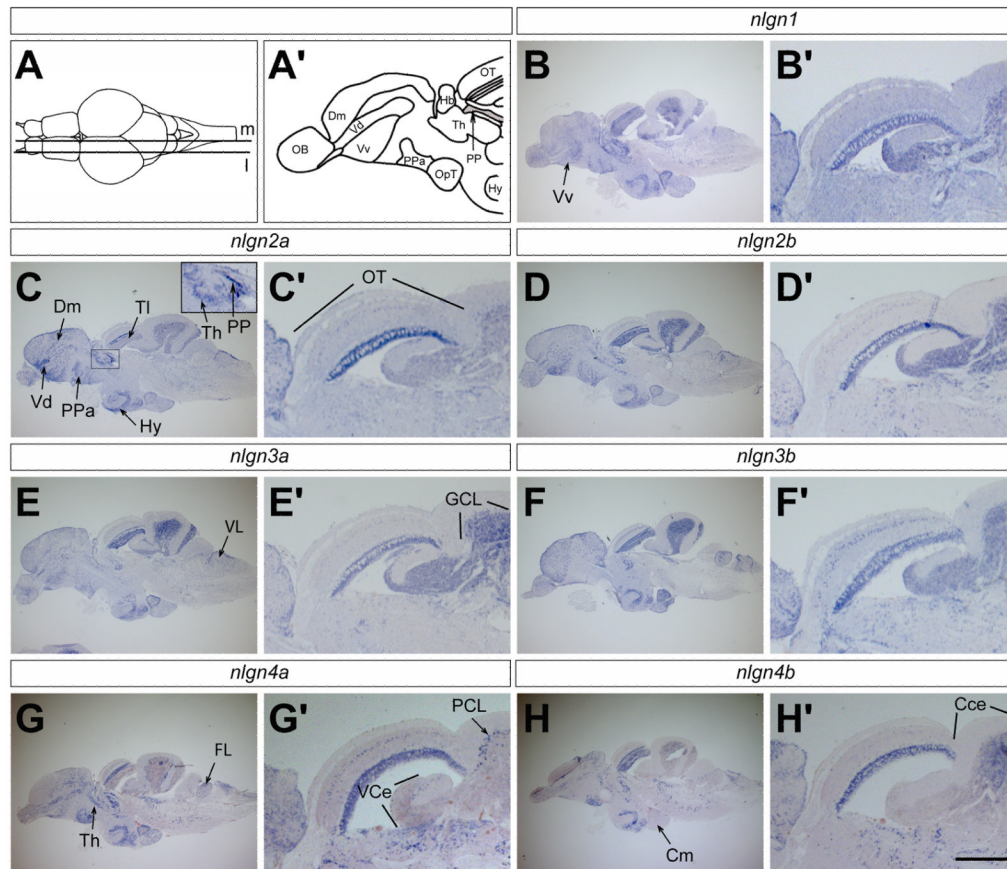 nlgn1
A
m
l
A'
OT
Hb
Dm
Th
Vd
OB
Vv
PP
PPa
OpT
Hy
B
Vv
B'
nlgn2a
nlgn2b
C
Dm
Tl
Th
PP
Vd
PPa
Hy
C'
OT
D
D'
nlgn3a
nlgn3b
E
VL
E'
GCL
F
F'
nlgn4a
nlgn4b
G
FL
Th
G'
PCL
VCe
H
Cm
H'
Cce